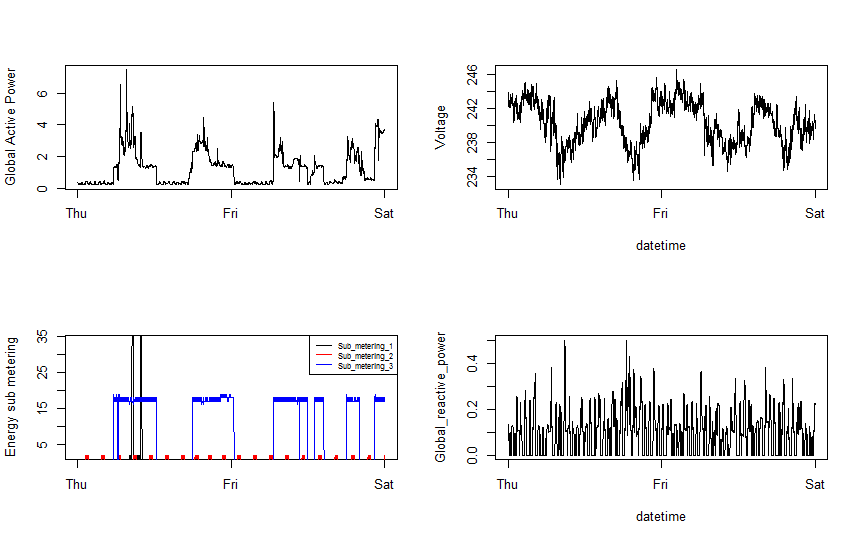 Global Active Power
0 2 4 6
Thu Fri Sat
Voltage
234 238 242 246
Thu Fri Sat
datetime
Energy sub metering
5 15 25 35
Sub_metering_1
Sub_metering_2
Sub_metering_3
Thu Fri Sat
Global_reactive_power
0.0 0.2 0.4
Thu Fri Sat
datetime